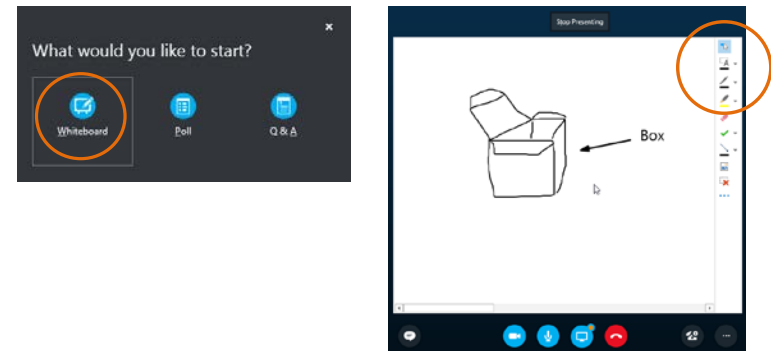 What would you like to start?
Whiteboard
Poll
Q & A
Stop Presenting
A
Box